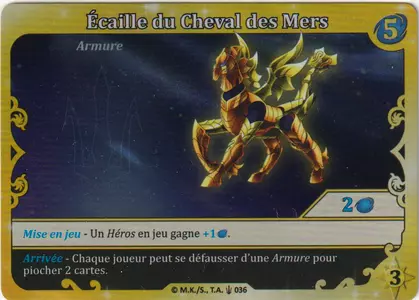 Écaille du Cheval des Mers
5
Armure
2
Mise en jeu - Un Héros en jeu gagne +1.
Arrivée - Chaque joueur peut se défausser d'une Armure pour
piocher 2 cartes.
3
© M.K./S., T.A. 036